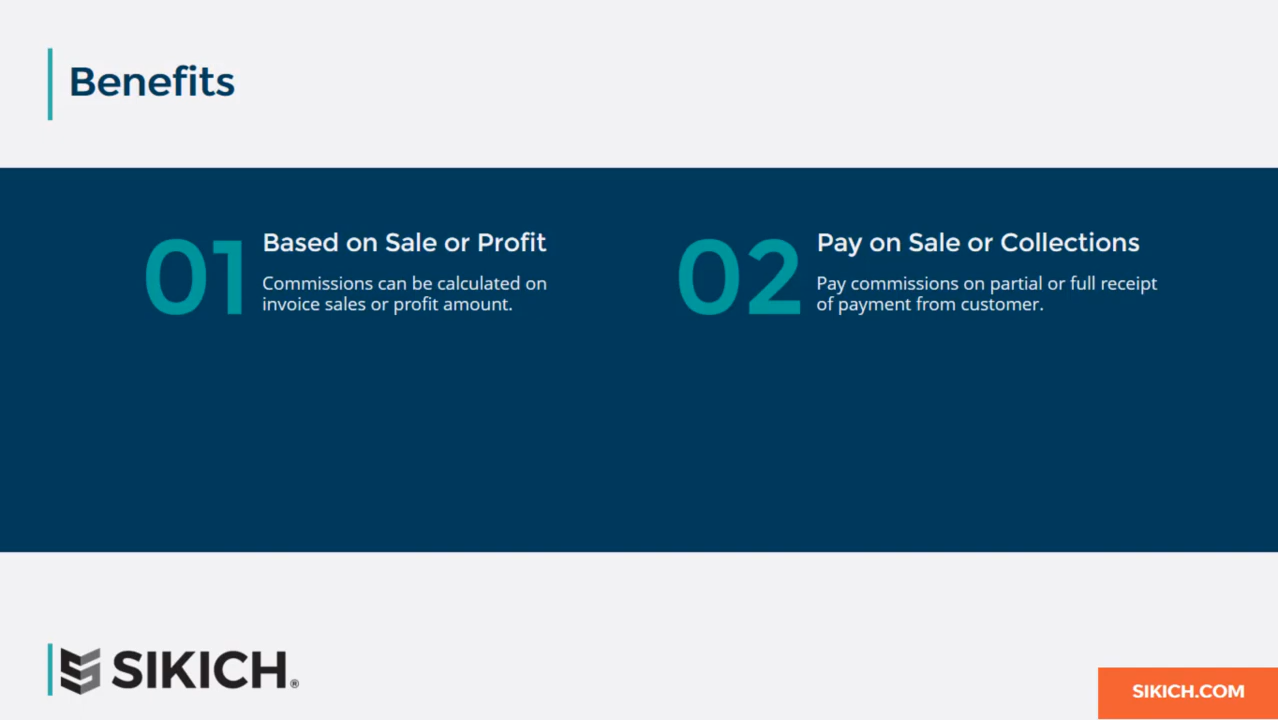 Benefits
01
Based on Sale or Profit
Commissions can be calculated on
invoice sales or profit amount.
02
Pay on Sale or Collections
Pay commissions on partial or full receipt
of payment from customer.
SIKICH®
SIKICH.COM